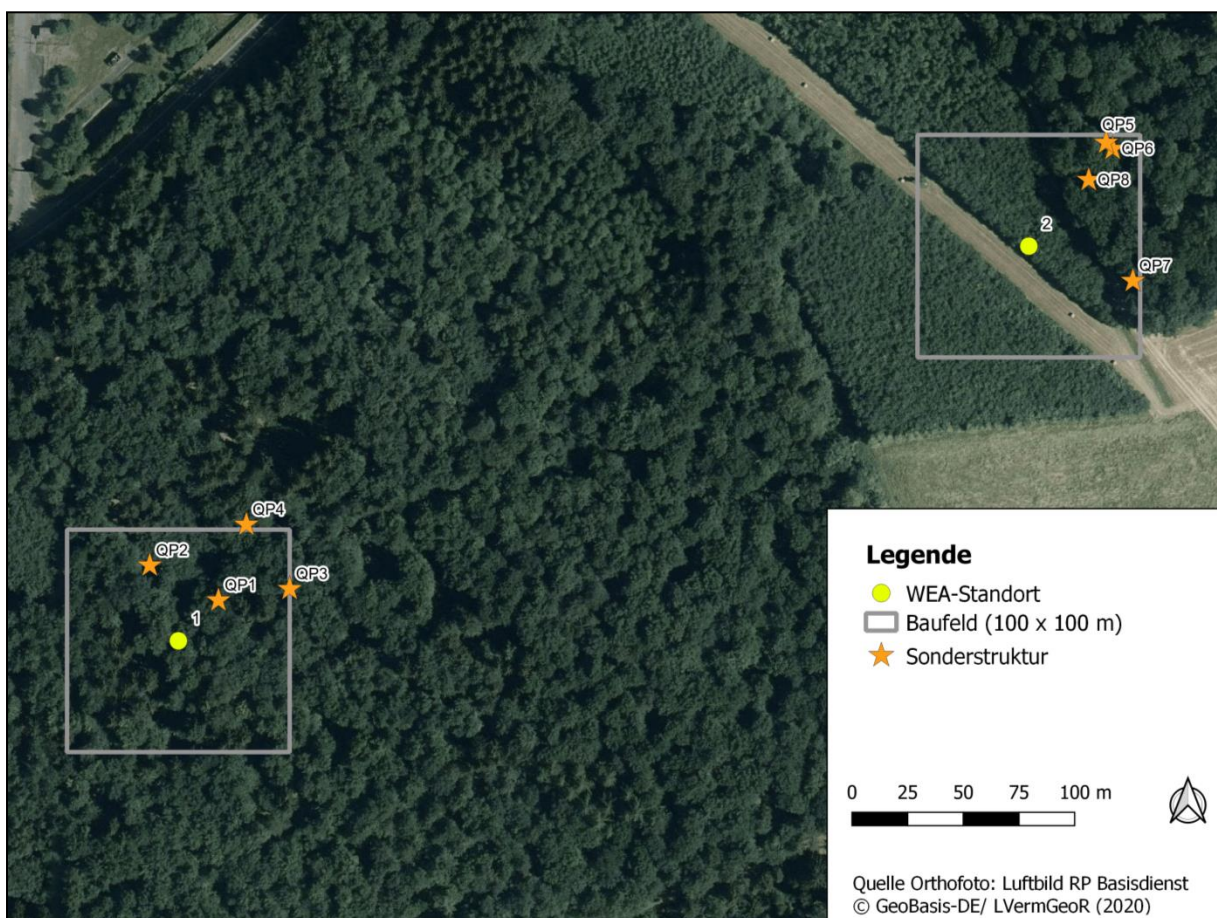 QP5
QP6
QP8
2
QP7
QP4
QP2
QP1
QP3
1
Legende
WEA-Standort
Baufeld (100 x 100 m)
Sonderstruktur
0 25 50 75 100 m
Quelle Orthofoto: Luftbild RP Basisdienst
© GeoBasis-DE/ LVermGeoR (2020)